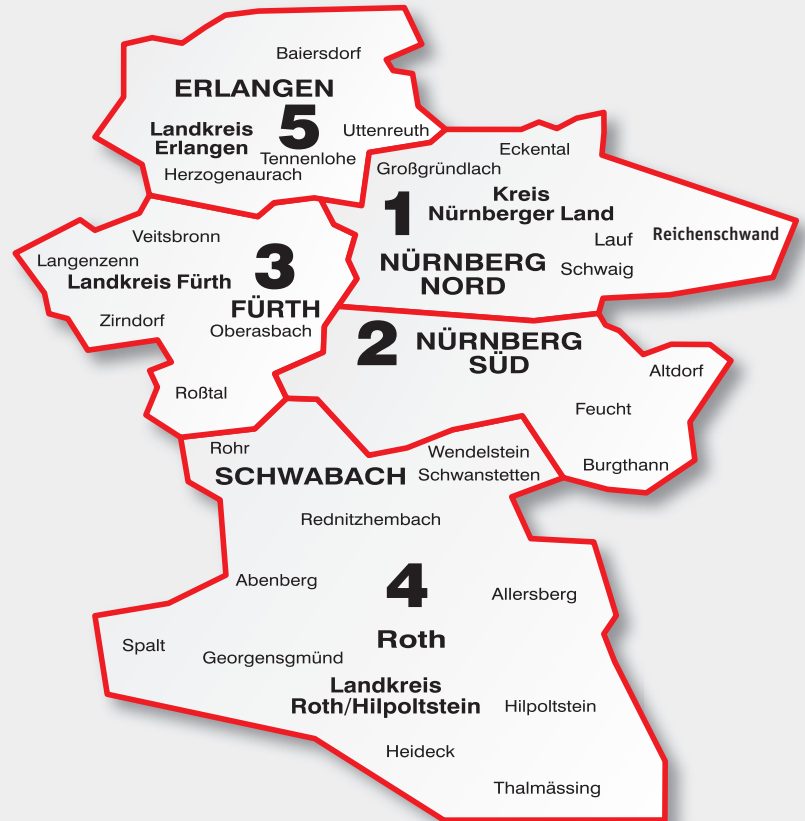 Baiersdorf
ERLANGEN
5
Landkreis
Erlangen
Uttenreuth
Tennenlohe
Herzogenaurach
Eckental
Großgründlach
1
Kreis
Nürnberger Land
Lauf
Reichenschwand
NÜRNBERG
NORD
Schwaig
Veitsbronn
Langenzenn
3
Landkreis Fürth
FÜRTH
Zirndorf
Oberasbach
Roßtal
2
NÜRNBERG
SÜD
Altdorf
Feucht
Burgthann
Rohr
Wendelstein
SCHWABACH
Schwanstetten
Rednitzhembach
Abenberg
4
Allersberg
Roth
Spalt
Georgensgmünd
Landkreis
Roth/Hilpoltstein
Hilpoltstein
Heideck
Thalmässing